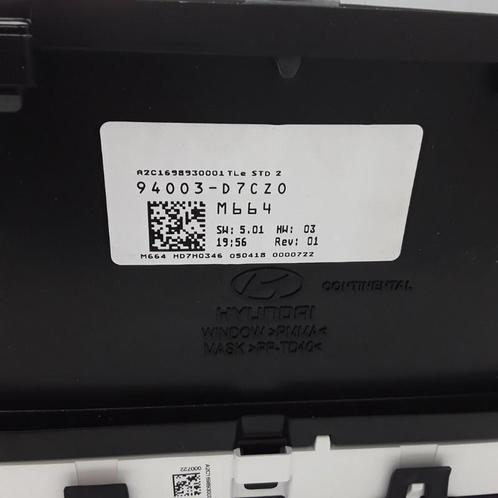 A2C1698930001 TLe STD 2
94003-D7CZ0
M664
SW: 5.01 HW: 03
19:56 Rev: 01
M664 HD7H0346 050418 0000722
HYUNDAI CONTINENTAL
WINDOW >PMMA<
MASK >PP-TD40<
000722